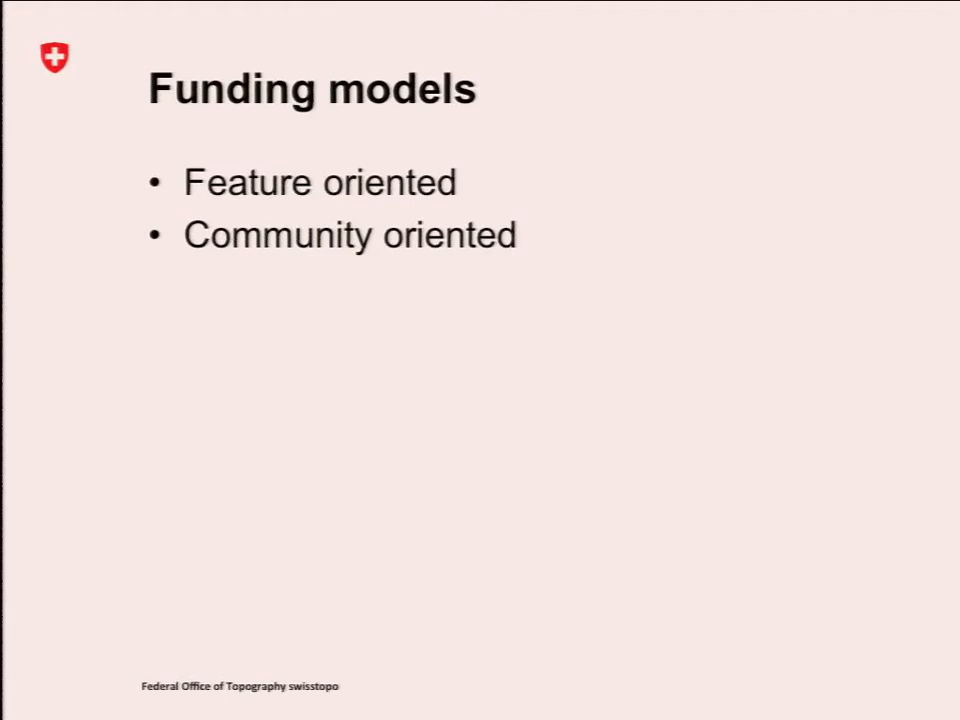 Funding models
• Feature oriented
• Community oriented
Federal Office of Topography swisstopo